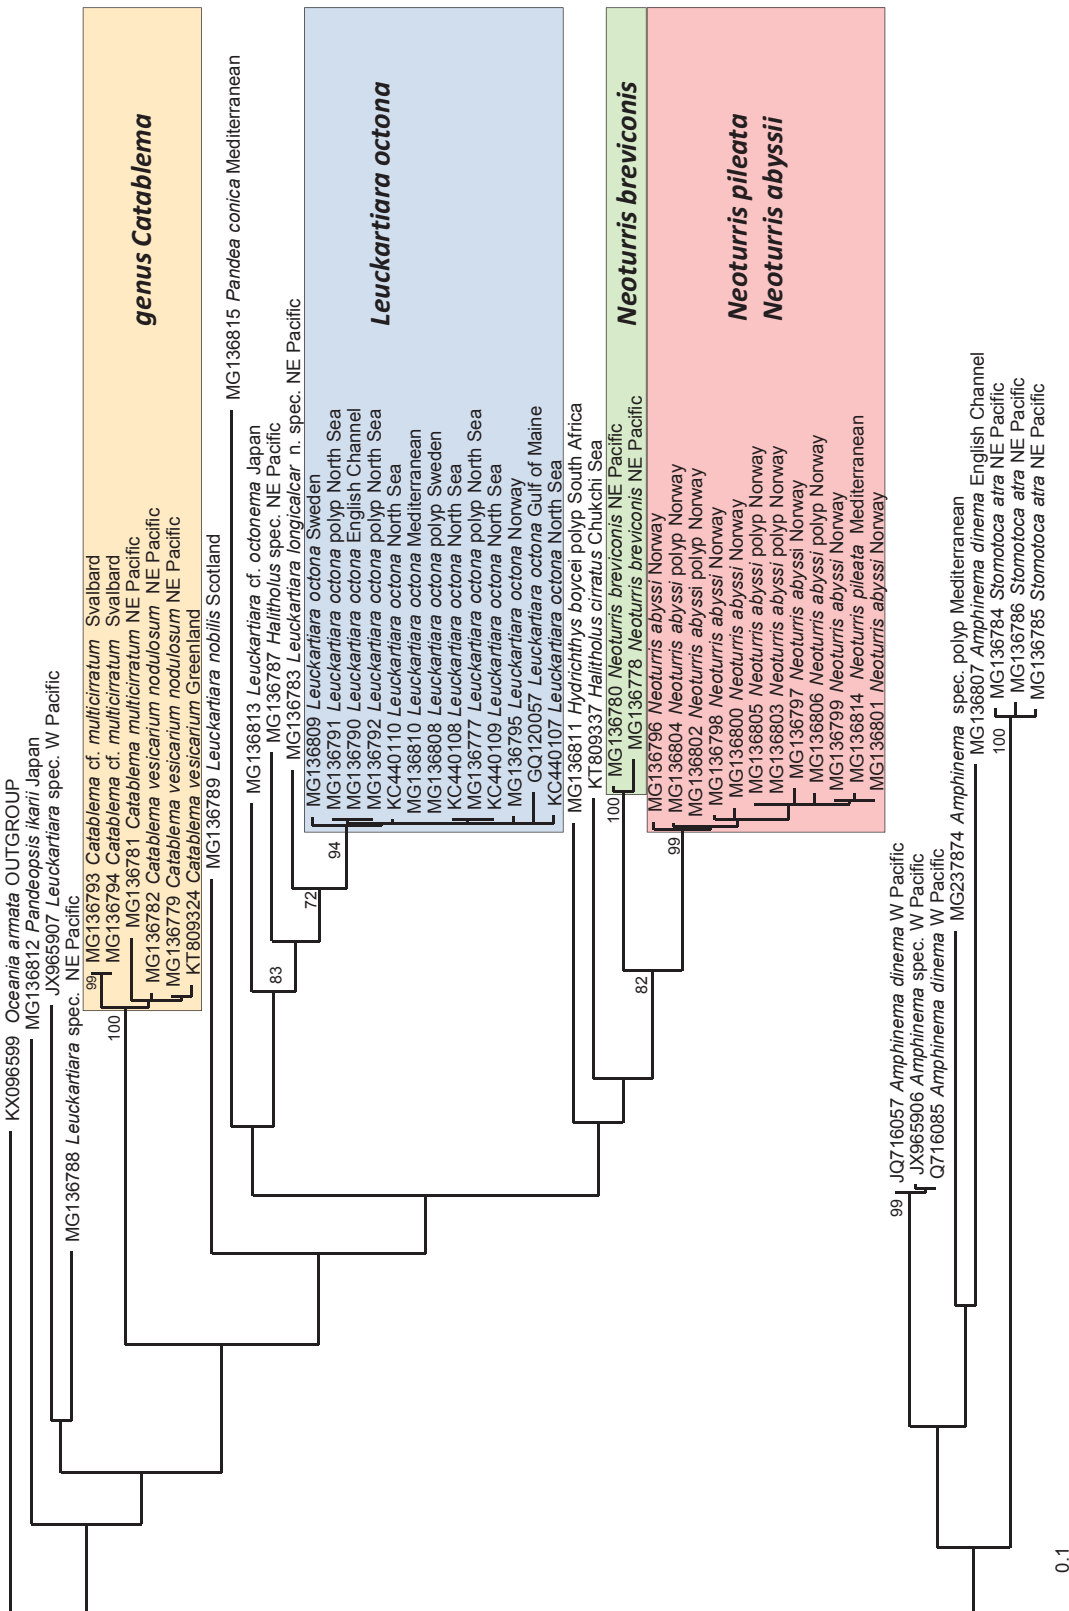 KX096599 Oceania armata OUTGROUP
MG136812 Pandeopsis ikarii Japan
JX965907 Leuckartiara spec. W Pacific
MG136788 Leuckartiara spec. NE Pacific
99
MG136793 Catablema cf. multicirratum Svalbard
MG136794 Catablema cf. multicirratum Svalbard
100
MG136781 Catablema multicirratum NE Pacific
MG136782 Catablema vesicarium nodulosum NE Pacific
MG136779 Catablema vesicarium nodulosum NE Pacific
KT809324 Catablema vesicarium Greenland
genus Catablema
MG136789 Leuckartiara nobilis Scotland
MG136815 Pandea conica Mediterranean
MG136813 Leuckartiara cf. octonema Japan
83
MG136787 Halitholus spec. NE Pacific
72
MG136783 Leuckartiara longicalcar n. spec. NE Pacific
94
MG136809 Leuckartiara octona Sweden
MG136791 Leuckartiara octona polyp North Sea
MG136790 Leuckartiara octona English Channel
MG136792 Leuckartiara octona polyp North Sea
KC440110 Leuckartiara octona North Sea
MG136810 Leuckartiara octona Mediterranean
MG136808 Leuckartiara octona polyp Sweden
KC440108 Leuckartiara octona North Sea
MG136777 Leuckartiara octona polyp North Sea
KC440109 Leuckartiara octona North Sea
MG136795 Leuckartiara octona Norway
GQ120057 Leuckartiara octona Gulf of Maine
KC440107 Leuckartiara octona North Sea
Leuckartiara octona
MG136811 Hydrichthys boycei polyp South Africa
KT809337 Halitholus cirratus Chukchi Sea
100
MG136780 Neoturris breviconis NE Pacific
MG136778 Neoturris breviconis NE Pacific
Neoturris breviconis
82
99
MG136796 Neoturris abyssi Norway
MG136804 Neoturris abyssi polyp Norway
MG136802 Neoturris abyssi polyp Norway
MG136798 Neoturris abyssi Norway
MG136800 Neoturris abyssi Norway
MG136805 Neoturris abyssi polyp Norway
MG136803 Neoturris abyssi polyp Norway
MG136797 Neoturris abyssi Norway
MG136806 Neoturris abyssi polyp Norway
MG136799 Neoturris abyssi Norway
MG136814 Neoturris pileata Mediterranean
MG136801 Neoturris abyssi Norway
Neoturris pileata
Neoturris abyssii
99
JQ716057 Amphinema dinema W Pacific
JX965906 Amphinema spec. W Pacific
Q716085 Amphinema dinema W Pacific
MG237874 Amphinema spec. polyp Mediterranean
MG136807 Amphinema dinema English Channel
100
MG136784 Stomotoca atra NE Pacific
MG136786 Stomotoca atra NE Pacific
MG136785 Stomotoca atra NE Pacific
0.1